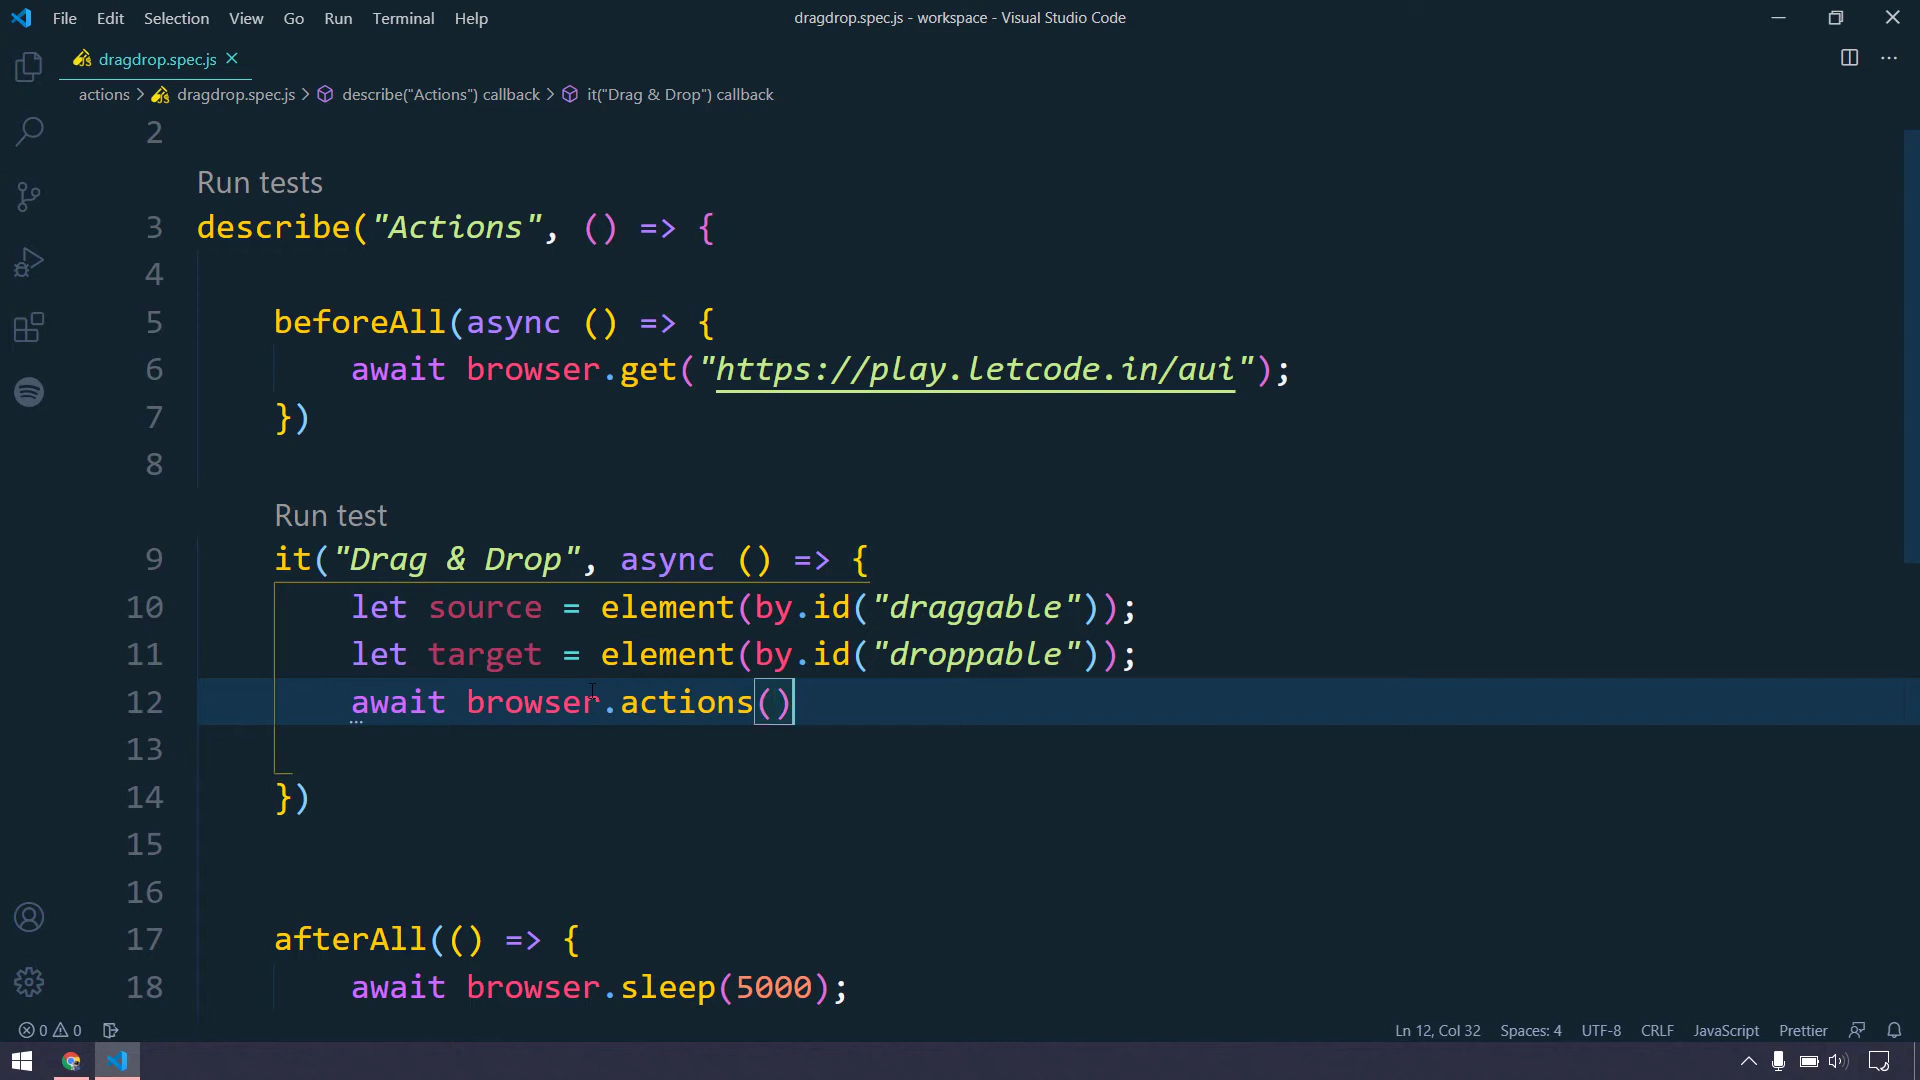 File Edit Selection View Go Run Terminal Help
dragdrop.spec.js - workspace - Visual Studio Code
dragdrop.spec.js
actions > dragdrop.spec.js > describe("Actions") callback > it("Drag & Drop") callback
2
Run tests
3 describe("Actions", () => {
4
5 beforeAll(async () => {
6 await browser.get("https://play.letcode.in/aui");
7 })
8
Run test
9 it("Drag & Drop", async () => {
10 let source = element(by.id("draggable"));
11 let target = element(by.id("droppable"));
12 await browser.actions()
13
14 })
15
16
17 afterAll(() => {
18 await browser.sleep(5000);
0 0 Ln 12, Col 32 Spaces: 4 UTF-8 CRLF JavaScript Prettier